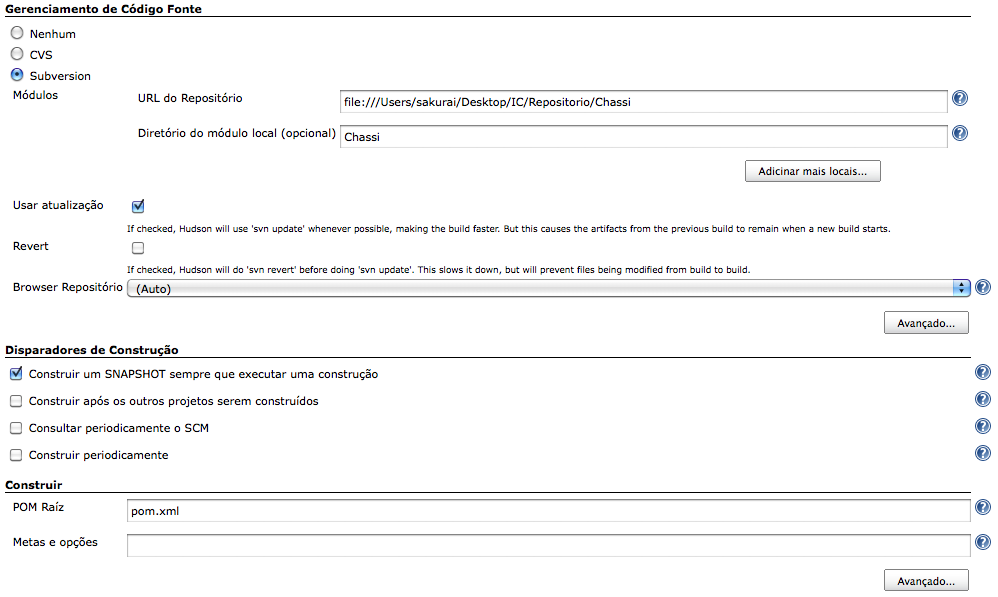 Gerenciamento de Código Fonte
Nenhum
CVS
Subversion
Módulos
URL do Repositório
file:///Users/sakurai/Desktop/IC/Repositorio/Chassi
Diretório do módulo local (opcional)
Chassi
Adicinar mais locais...
Usar atualização
If checked, Hudson will use 'svn update' whenever possible, making the build faster. But this causes the artifacts from the previous build to remain when a new build starts.
Revert
If checked, Hudson will do 'svn revert' before doing 'svn update'. This slows it down, but will prevent files being modified from build to build.
Browser Repositório
(Auto)
Avançado...
Disparadores de Construção
Construir um SNAPSHOT sempre que executar uma construção
Construir após os outros projetos serem construídos
Consultar periodicamente o SCM
Construir periodicamente
Construir
POM Raíz
pom.xml
Metas e opções
Avançado...